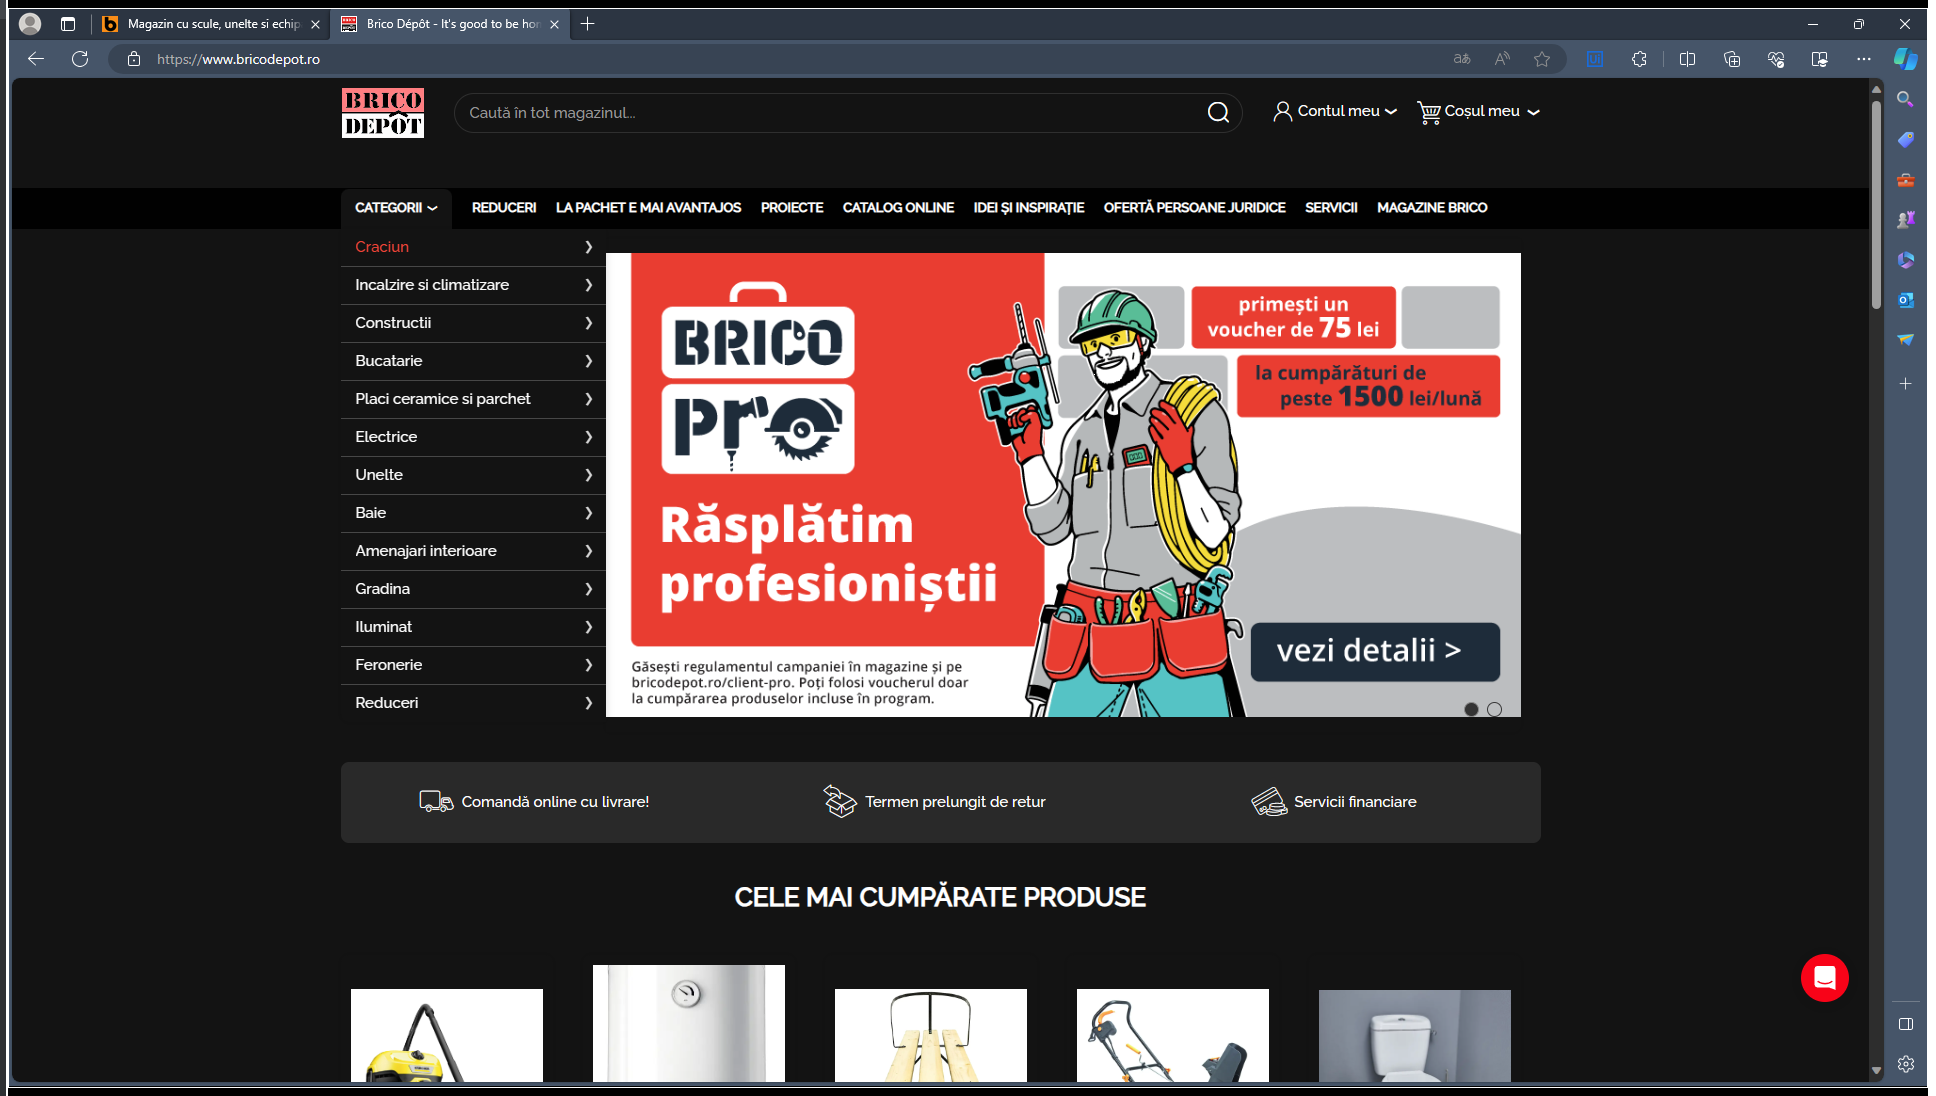 Magazin cu scule, unelte si echip
Brico Dépôt - It's good to be hom
https://www.bricodepot.ro
BRICO
DEPÔT
Caută în tot magazinul...
Contul meu
Coșul meu
CATEGORII
REDUCERI
LA PACHET E MAI AVANTAJOS
PROIECTE
CATALOG ONLINE
IDEI ȘI INSPIRAȚIE
OFERTĂ PERSOANE JURIDICE
SERVICII
MAGAZINE BRICO
Craciun
Incalzire si climatizare
Constructii
Bucatarie
Placi ceramice si parchet
Electrice
Unelte
Baie
Amenajari interioare
Gradina
Iluminat
Feronerie
Reduceri
BRICO
PrO
Răsplătim
profesioniștii
Găsești regulamentul campaniei în magazine și pe
bricodepot.ro/client-pro. Poți folosi voucherul doar
la cumpărarea produselor incluse în program.
primești un
voucher de 75 lei
la cumpărături de
peste 1500 lei/lună
vezi detalii >
Comandă online cu livrare!
Termen prelungit de retur
Servicii financiare
CELE MAI CUMPĂRATE PRODUSE